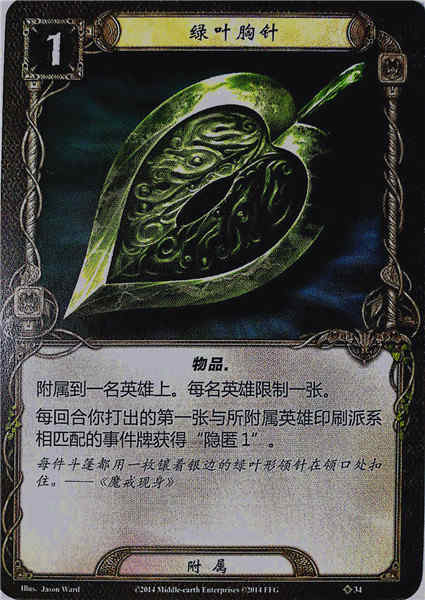 1
绿叶胸针
物品.
附属到一名英雄上。每名英雄限制一张。
每回合你打出的第一张与所附属英雄印刷派系
相匹配的事件牌获得“隐匿1”。
每件斗篷都用一枚镶着银边的绿叶形领针在领口处扣
住。——《魔戒现身》
附属
Illus. Jason Ward ©2014 Middle-earth Enterprises ©2014 FFG 34